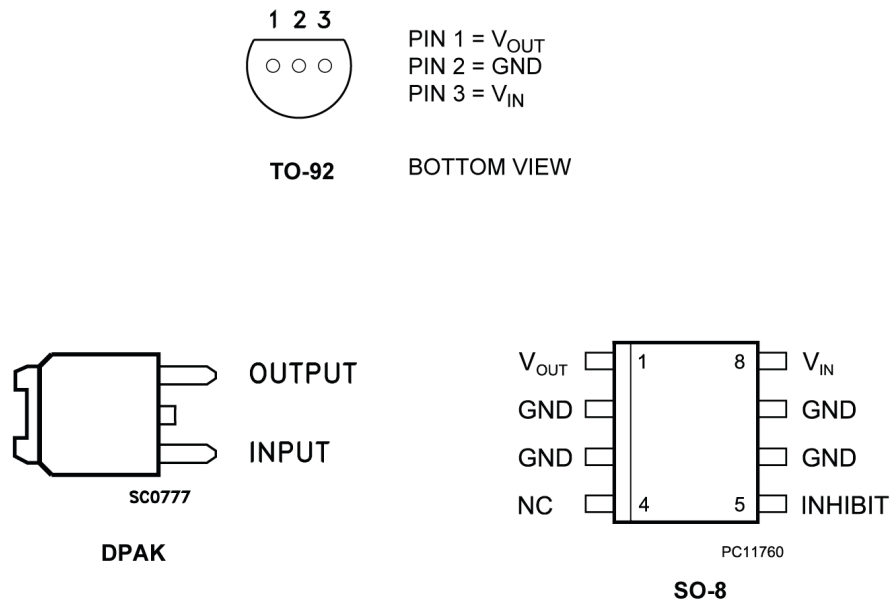 1 2 3
PIN 1 = VOUT
PIN 2 = GND
PIN 3 = VIN
TO-92
BOTTOM VIEW
OUTPUT
INPUT
SC0777
DPAK
VOUT 1 8 VIN
GND GND
GND GND
NC 4 5 INHIBIT
PC11760
SO-8